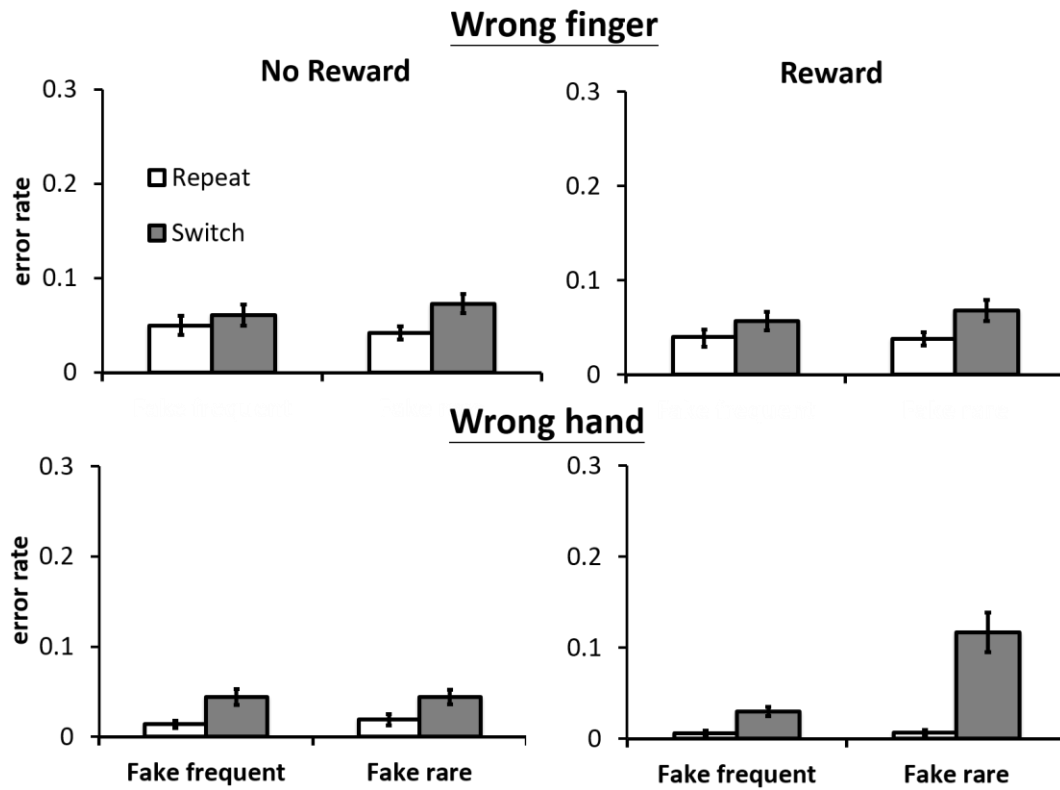 Wrong finger
No Reward
Reward
0.3
0.2
0.1
0
error rate
Repeat
Switch
0.3
0.2
0.1
0
Wrong hand
0.3
0.2
0.1
0
error rate
Fake frequent
Fake rare
0.3
0.2
0.1
0
Fake frequent
Fake rare